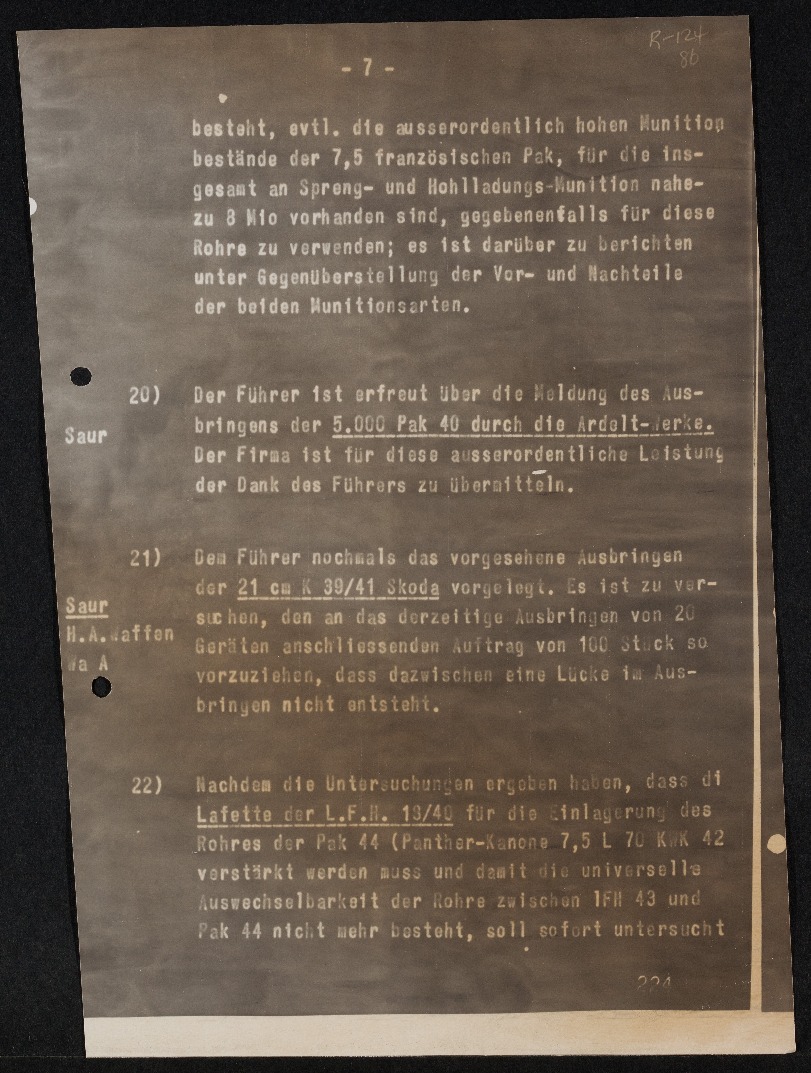 R-124
86
- 7 -
besteht, evtl. die ausserordentlich hohen Munition
bestände der 7,5 französischen Pak, für die ins-
gesamt an Spreng- und Hohlladungs-Munition nahe-
zu 8 Mio vorhanden sind, gegebenenfalls für diese
Rohre zu verwenden; es ist darüber zu berichten
unter Gegenüberstellung der Vor- und Nachteile
der beiden Munitionsarten.
20) Der Führer ist erfreut über die Meldung des Aus-
bringens der 5.000 Pak 40 durch die Ardelt-Werke.
Saur
Der Firma ist für diese ausserordentliche Leistung
der Dank des Führers zu übermitteln.
21) Dem Führer nochmals das vorgesehene Ausbringen
der 21 cm K 39/41 Skoda vorgelegt. Es ist zu ver-
Saur
suchen, den an das derzeitige Ausbringen von 20
H.A.Waffen
Geräten anschliessenden Auftrag von 100 Stück so
Wa A
vorzuziehen, dass dazwischen eine Lücke im Aus-
bringen nicht entsteht.
22) Nachdem die Untersuchungen ergeben haben, dass di
Lafette der L.F.H. 18/40 für die Einlagerung des
Rohres der Pak 44 (Panther-Kanone 7,5 L 70 KWK 42
verstärkt werden muss und damit die universelle
Auswechselbarkeit der Rohre zwischen lFH 43 und
Pak 44 nicht mehr besteht, soll sofort untersucht
224